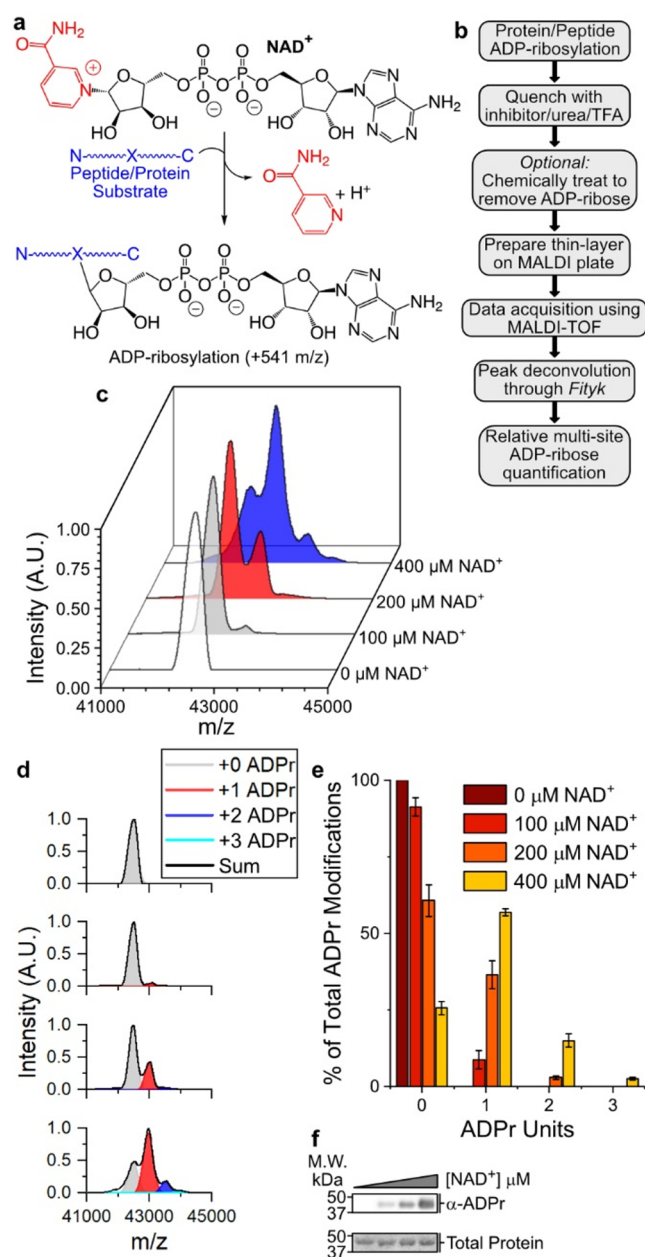 a
NH₂
O
N
⊕
NAD⁺
O
O
P
O
P
O
O
O⊖
O⊖
HO
OH
HO
OH
N
N
N
N
NH₂
N~X~C
Peptide/Protein
Substrate
NH₂
O
N
+ H⁺
N~X~C
O
O
P
O
P
O
O
O⊖
O⊖
HO
OH
HO
OH
N
N
N
N
NH₂
ADP-ribosylation (+541 m/z)
b
Protein/Peptide
ADP-ribosylation
Quench with
inhibitor/urea/TFA
Optional:
Chemically treat to
remove ADP-ribose
Prepare thin-layer
on MALDI plate
Data acquisition using
MALDI-TOF
Peak deconvolution
through Fityk
Relative multi-site
ADP-ribose
quantification
c
Intensity (A.U.)
1.00
0.75
0.50
0.25
0.00
41000 43000 45000
m/z
400 µM NAD⁺
200 µM NAD⁺
100 µM NAD⁺
0 µM NAD⁺
d
+0 ADPr
+1 ADPr
+2 ADPr
+3 ADPr
Sum
Intensity (A.U.)
1.0
0.5
0.0
1.0
0.5
0.0
1.0
0.5
0.0
1.0
0.5
0.0
41000 43000 45000
m/z
e
% of Total ADPr Modifications
100
50
0
0 µM NAD⁺
100 µM NAD⁺
200 µM NAD⁺
400 µM NAD⁺
0 1 2 3
ADPr Units
f
M.W.
kDa
[NAD⁺] µM
50
37
α-ADPr
50
37
Total Protein